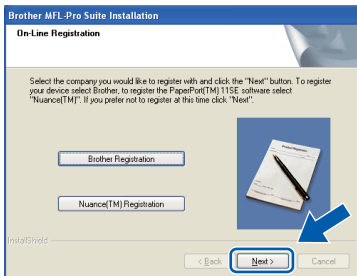 Brother MFL-Pro Suite Installation
On-Line Registration
Select the company you would like to register with and click the "Next" button. To register
your device select Brother, to register the PaperPort(TM) 11SE software select
"Nuance(TM)". If you prefer not to register at this time click "Next".
Brother Registration
Nuance(TM) Registration
InstallShield
< Back
Next >
Cancel